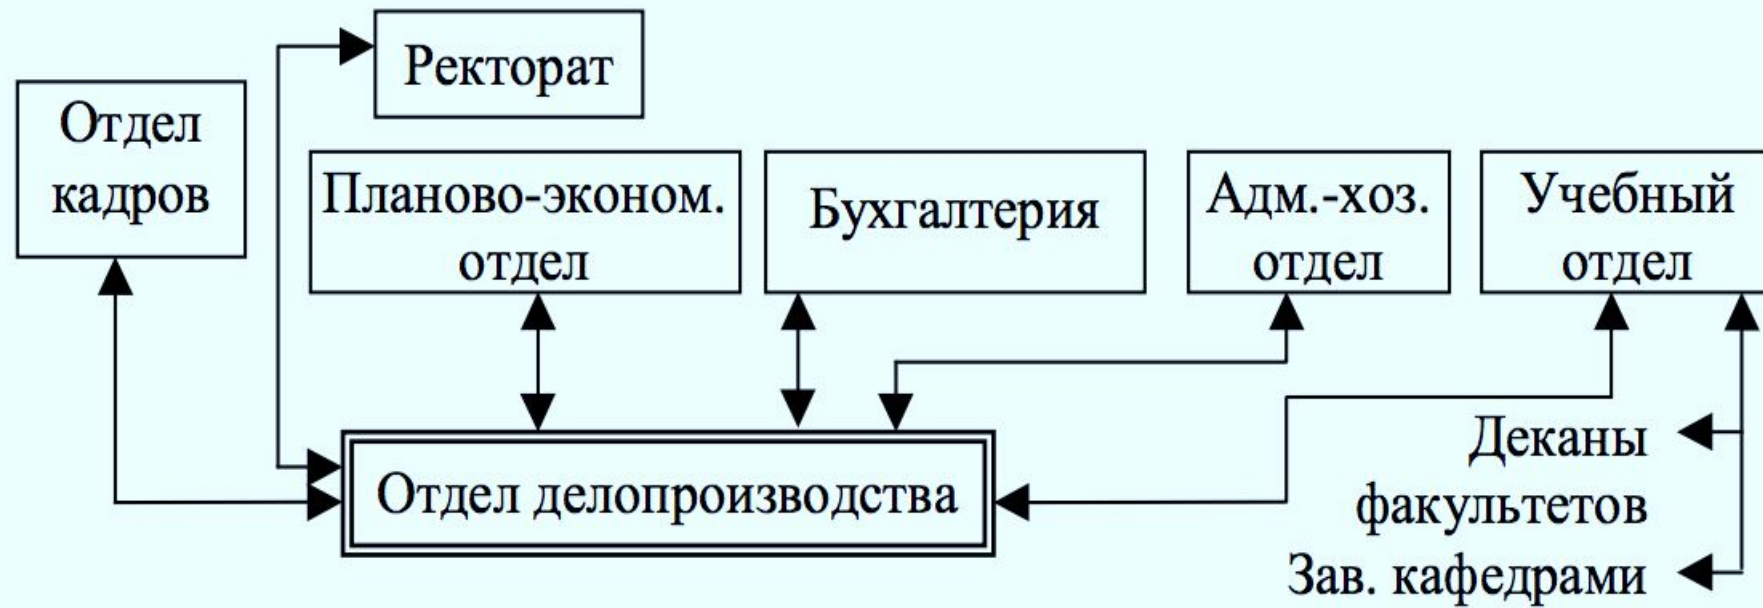 Ректорат
Отдел
кадров
Планово-эконом.
отдел
Бухгалтерия
Адм.-хоз.
отдел
Учебный
отдел
Отдел делопроизводства
Деканы
факультетов
Зав. кафедрами